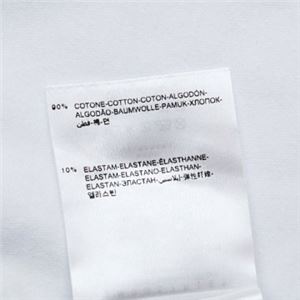 90% COTONE-COTTON-COTON-ALGODÓN-
ALGODÃO-BAUMWOLLE-PAMUK-ХЛОПОК-
قطن-棉-면
10% ELASTAM-ELASTANE-ÉLASTHANNE-
ELASTAM-ELASTANO-ELASTHAN-
ELASTAN-ЭЛАСТАН-إيلاستين-弹性纤维-
엘라스틴